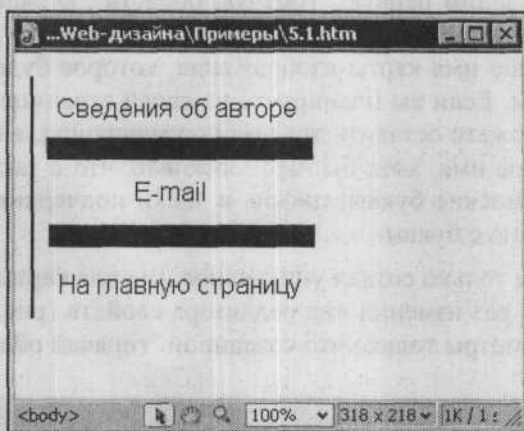 ...Web-дизайна\Примеры\5.1.htm
Сведения об авторе
E-mail
На главную страницу
<body> 100% 318 x 218 1K / 1